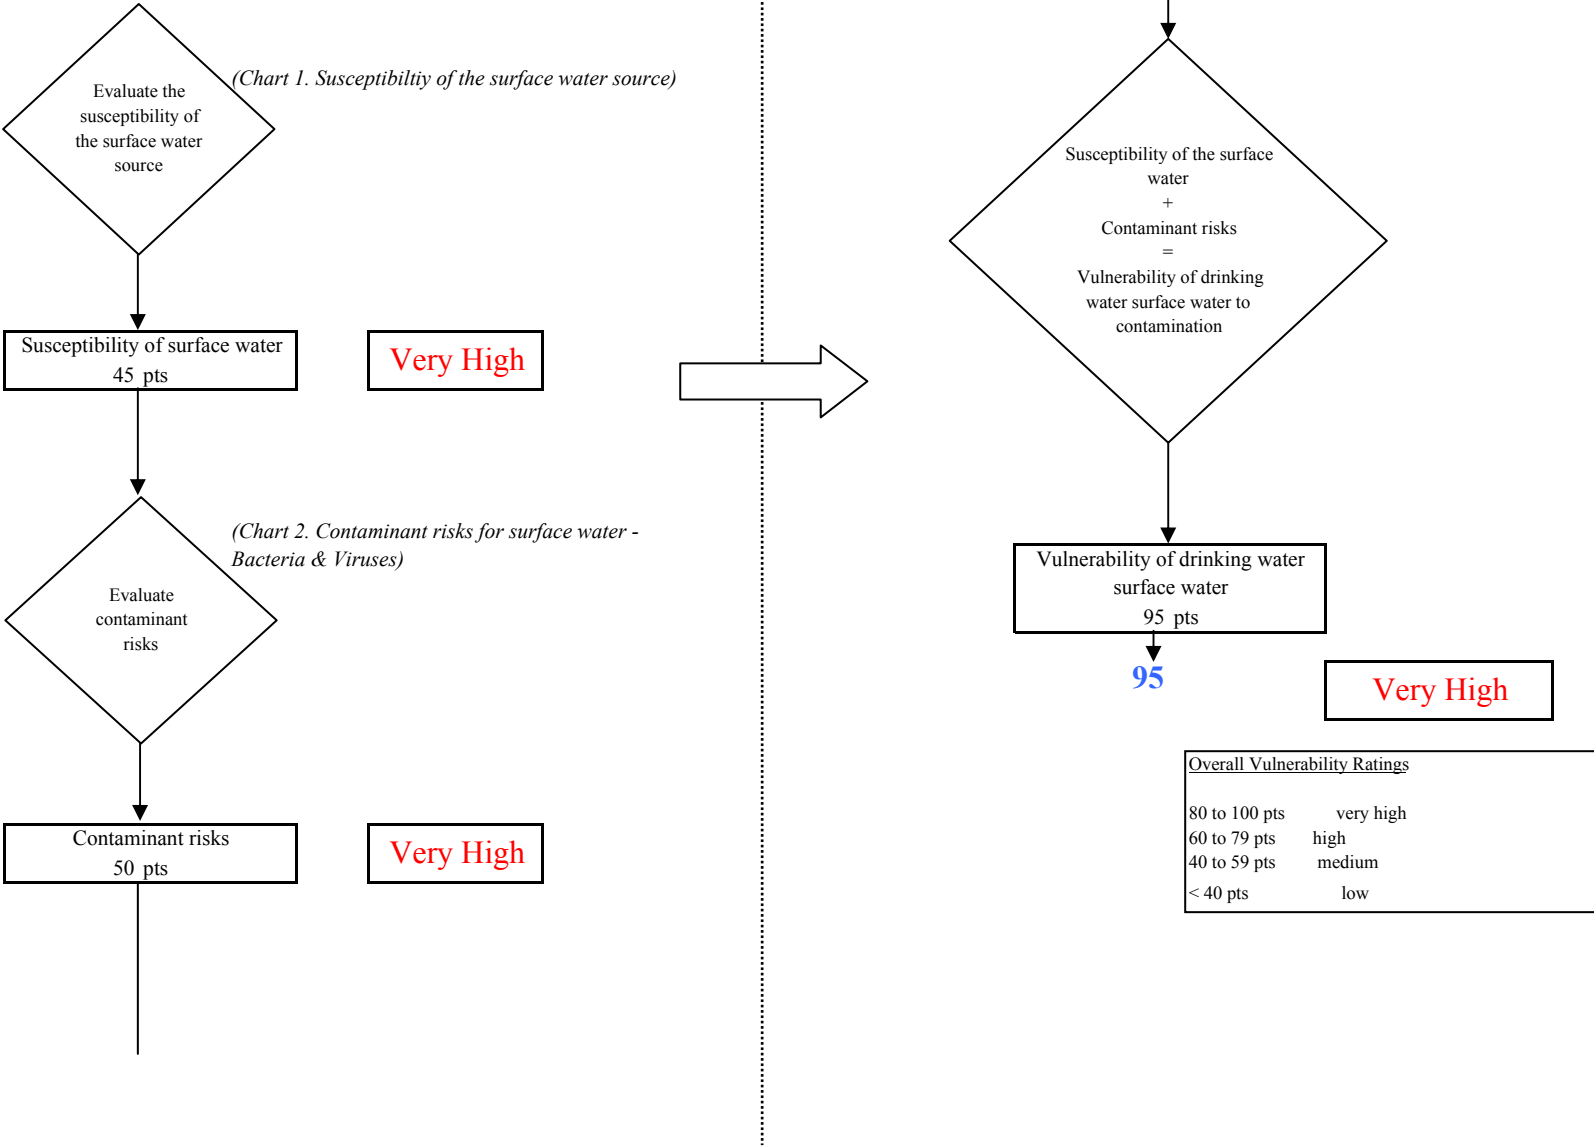 Evaluate the
susceptibility of
the surface water
source
(Chart 1. Susceptibiltiy of the surface water source)
Susceptibility of surface water
45 pts
Very High
(Chart 2. Contaminant risks for surface water -
Bacteria & Viruses)
Evaluate
contaminant
risks
Contaminant risks
50 pts
Very High
Susceptibility of the surface
water
+
Contaminant risks
=
Vulnerability of drinking
water surface water to
contamination
Vulnerability of drinking water
surface water
95 pts
95
Very High
Overall Vulnerability Ratings
80 to 100 pts very high
60 to 79 pts high
40 to 59 pts medium
< 40 pts low